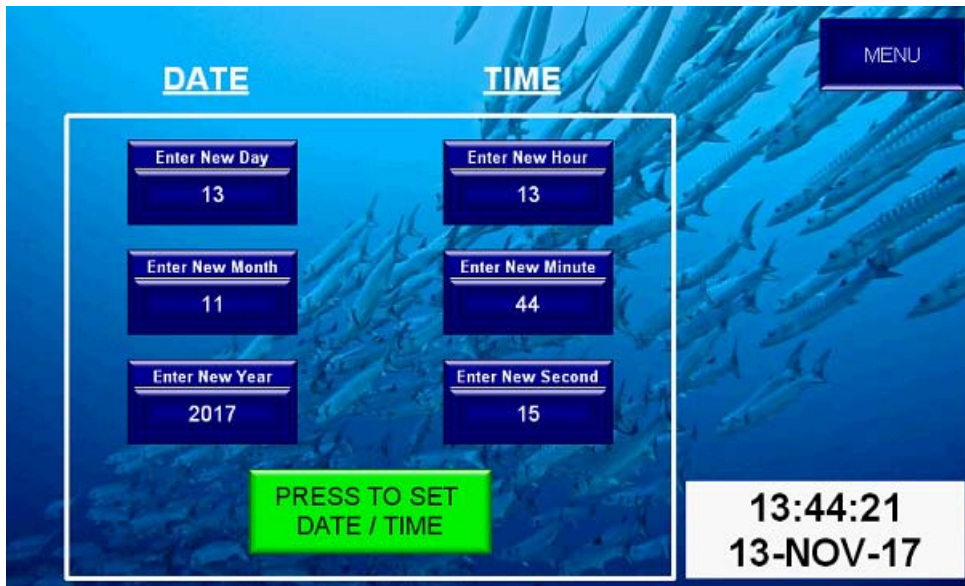 MENU
DATE
TIME
Enter New Day
13
Enter New Hour
13
Enter New Month
11
Enter New Minute
44
Enter New Year
2017
Enter New Second
15
PRESS TO SET
DATE / TIME
13:44:21
13-NOV-17